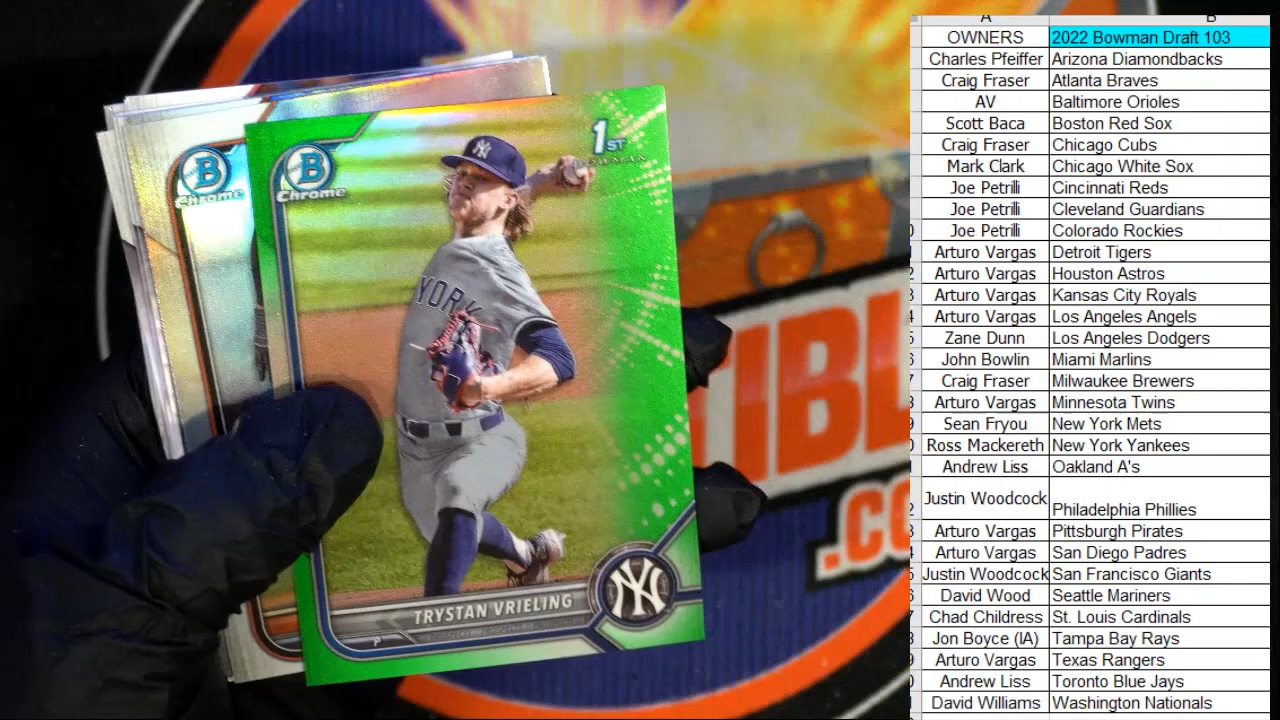 B
Chrome
B
Chrome
1ST
BOWMAN
YORK
NY
TRYSTAN VRIELING
P
NY
TIBL
.CO
A B
OWNERS 2022 Bowman Draft 103
Charles Pfeiffer Arizona Diamondbacks
Craig Fraser Atlanta Braves
AV Baltimore Orioles
Scott Baca Boston Red Sox
Craig Fraser Chicago Cubs
Mark Clark Chicago White Sox
Joe Petrilli Cincinnati Reds
Joe Petrilli Cleveland Guardians
Joe Petrilli Colorado Rockies
Arturo Vargas Detroit Tigers
Arturo Vargas Houston Astros
Arturo Vargas Kansas City Royals
Arturo Vargas Los Angeles Angels
Zane Dunn Los Angeles Dodgers
John Bowlin Miami Marlins
Craig Fraser Milwaukee Brewers
Arturo Vargas Minnesota Twins
Sean Fryou New York Mets
Ross Mackereth New York Yankees
Andrew Liss Oakland A's
Justin Woodcock Philadelphia Phillies
Arturo Vargas Pittsburgh Pirates
Arturo Vargas San Diego Padres
Justin Woodcock San Francisco Giants
David Wood Seattle Mariners
Chad Childress St. Louis Cardinals
Jon Boyce (IA) Tampa Bay Rays
Arturo Vargas Texas Rangers
Andrew Liss Toronto Blue Jays
David Williams Washington Nationals